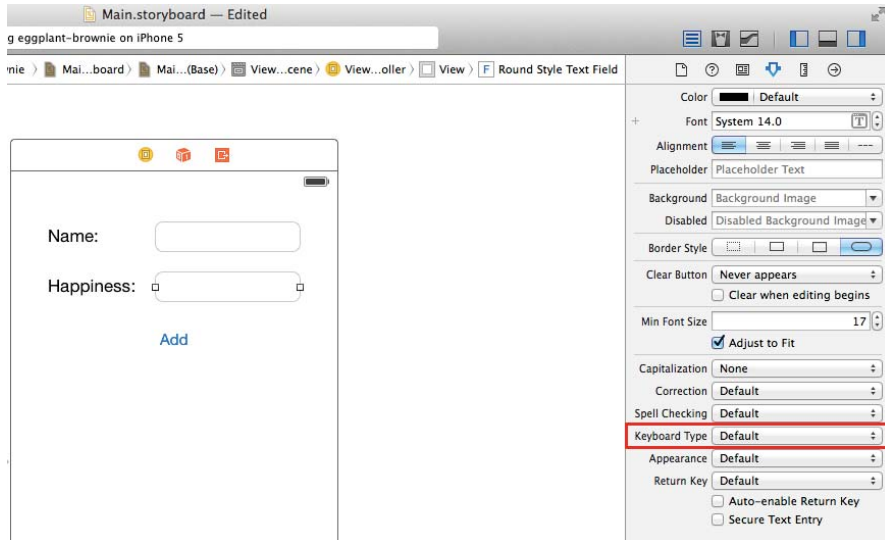 Main.storyboard — Edited
g eggplant-brownie on iPhone 5
nie 〉 Mai...board 〉 Mai...(Base) 〉 View...cene 〉 View...oller 〉 View 〉 F Round Style Text Field
Color Default
Font System 14.0 T
Alignment
Placeholder Placeholder Text
Background Background Image
Disabled Disabled Background Image
Border Style
Clear Button Never appears
Clear when editing begins
Min Font Size 17
Adjust to Fit
Capitalization None
Correction Default
Spell Checking Default
Keyboard Type Default
Appearance Default
Return Key Default
Auto-enable Return Key
Secure Text Entry
Name:
Happiness:
Add